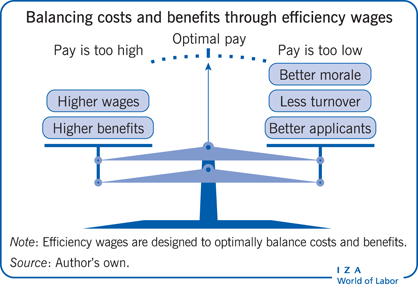 Balancing costs and benefits through efficiency wages
Optimal pay
Pay is too high
Pay is too low
Better morale
Higher wages
Less turnover
Higher benefits
Better applicants
Note: Efficiency wages are designed to optimally balance costs and benefits.
Source: Author's own.
I Z A
World of Labor